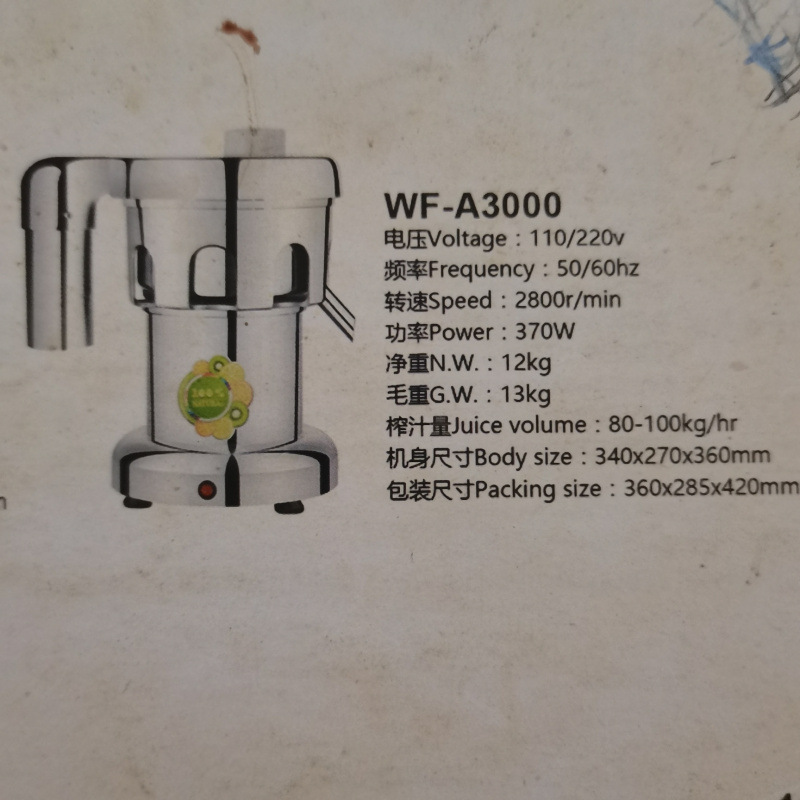 WF-A3000
电压Voltage：110/220v
频率Frequency：50/60hz
转速Speed：2800r/min
功率Power：370W
净重N.W.：12kg
毛重G.W.：13kg
榨汁量Juice volume：80-100kg/hr
机身尺寸Body size：340x270x360mm
包装尺寸Packing size：360x285x420mm
100%